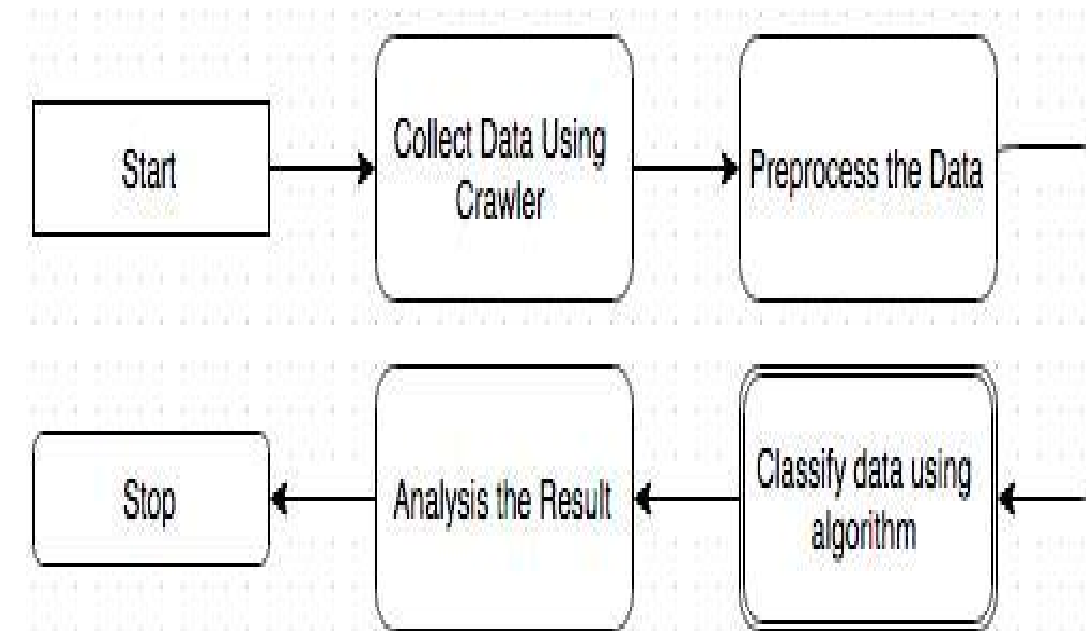 Start
Collect Data Using
Crawler
Preprocess the Data
Classify data using
algorithm
Analysis the Result
Stop